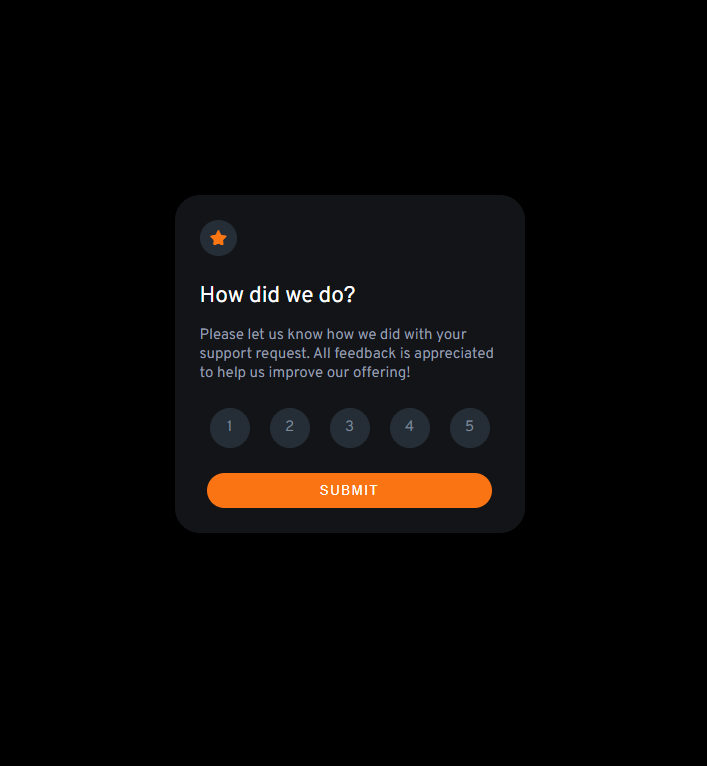 How did we do?
Please let us know how we did with your
support request. All feedback is appreciated
to help us improve our offering!
1 2 3 4 5
SUBMIT